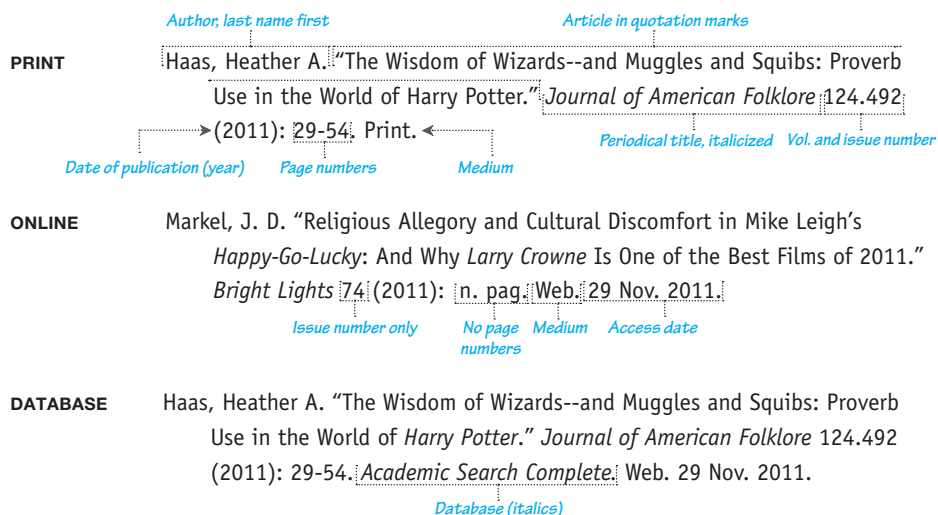 Author, last name first Article in quotation marks
PRINT Haas, Heather A. “The Wisdom of Wizards--and Muggles and Squibs: Proverb
Use in the World of Harry Potter.” Journal of American Folklore 124.492
(2011): 29-54. Print.
Periodical title, italicized Vol. and issue number
Date of publication (year) Page numbers Medium
ONLINE Markel, J. D. “Religious Allegory and Cultural Discomfort in Mike Leigh’s
Happy-Go-Lucky: And Why Larry Crowne Is One of the Best Films of 2011.”
Bright Lights 74 (2011): n. pag. Web. 29 Nov. 2011.
Issue number only No page Medium Access date
numbers
DATABASE Haas, Heather A. “The Wisdom of Wizards--and Muggles and Squibs: Proverb
Use in the World of Harry Potter.” Journal of American Folklore 124.492
(2011): 29-54. Academic Search Complete. Web. 29 Nov. 2011.
Database (italics)